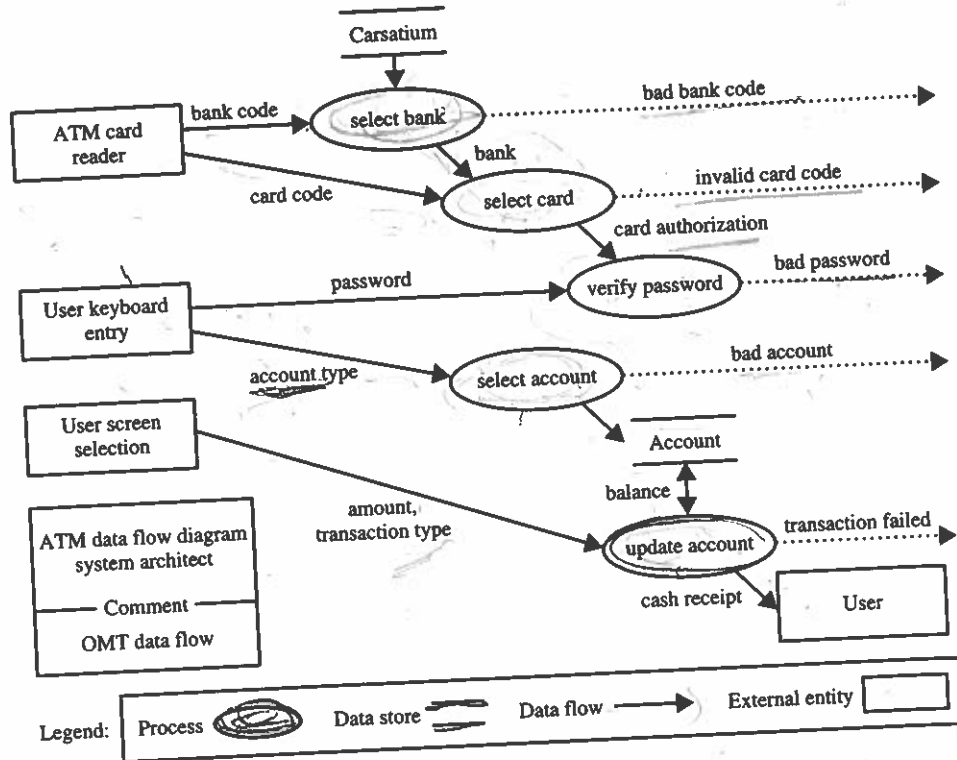 Carsatium
bank code
select bank
bad bank code
ATM card
reader
bank
card code
select card
invalid card code
card authorization
password
verify password
bad password
User keyboard
entry
account type
select account
bad account
User screen
selection
Account
balance
amount,
transaction type
update account
transaction failed
cash receipt
User
ATM data flow diagram
system architect
Comment
OMT data flow
Legend:
Process
Data store
Data flow
External entity